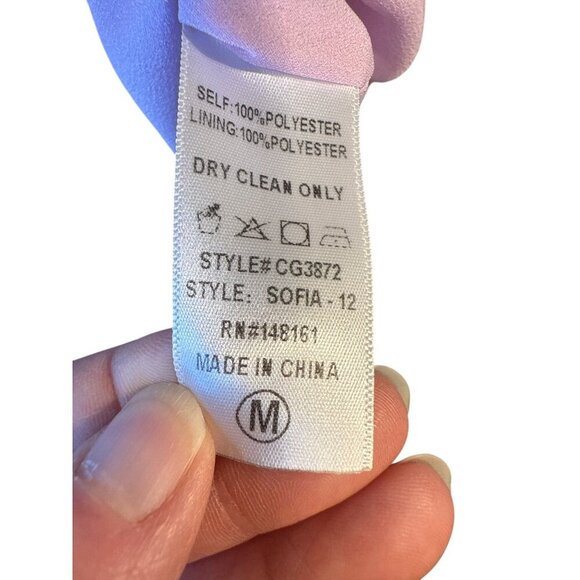 SELF:100%POLYESTER
LINING:100%POLYESTER
DRY CLEAN ONLY
STYLE# CG3872
STYLE: SOFIA - 12
RN#148161
MADE IN CHINA
M